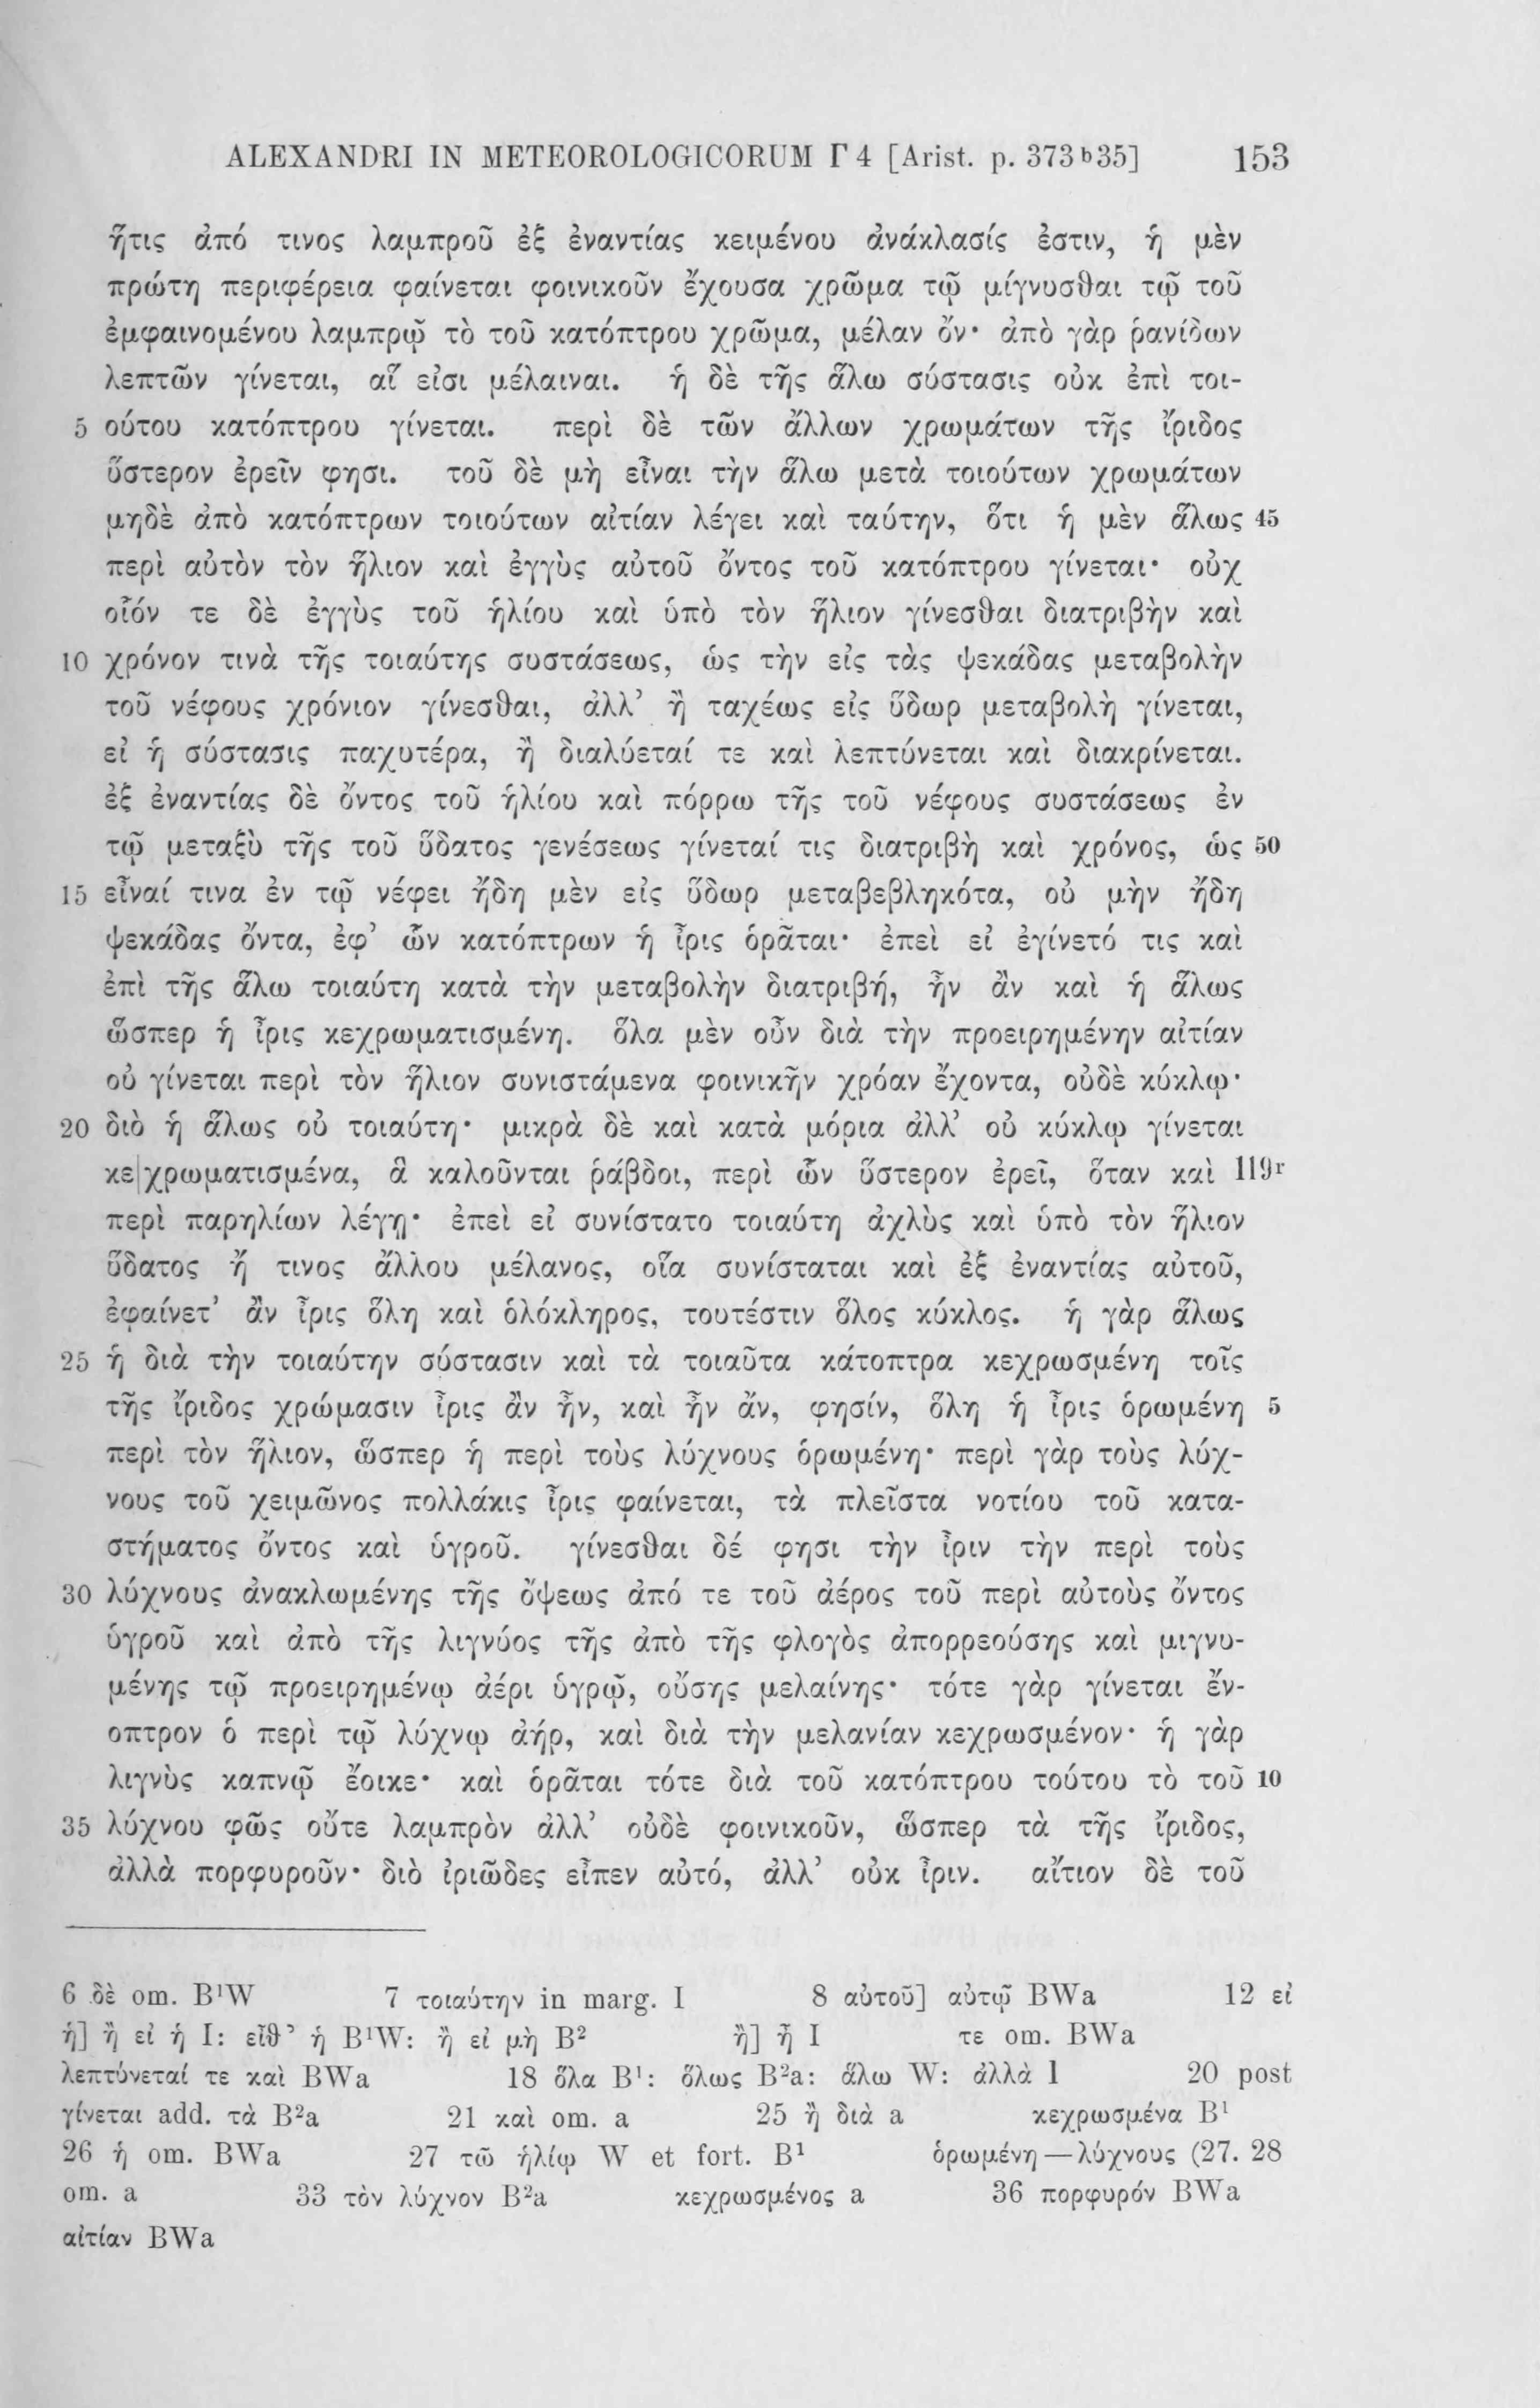 ALEXANDRI IN METEOROLOGICORUM Γ 4 [Arist. p. 373ᵇ35] 153
ἥτις ἀπό τινος λαμπροῦ ἐξ ἐναντίας κειμένου ἀνάκλασίς ἐστιν, ἡ μὲν
πρώτη περιφέρεια φαίνεται φοινικοῦν ἔχουσα χρῶμα τῷ μίγνυσθαι τῷ τοῦ
ἐμφαινομένου λαμπρῷ τὸ τοῦ κατόπτρου χρῶμα, μέλαν ὄν· ἀπὸ γὰρ ῥανίδων
λεπτῶν γίνεται, αἵ εἰσι μέλαιναι. ἡ δὲ τῆς ἅλω σύστασις οὐκ ἐπὶ τοι-
5 ούτου κατόπτρου γίνεται. περὶ δὲ τῶν ἄλλων χρωμάτων τῆς ἴριδος
ὕστερον ἐρεῖν φησι. τοῦ δὲ μὴ εἶναι τὴν ἅλω μετὰ τοιούτων χρωμάτων
μηδὲ ἀπὸ κατόπτρων τοιούτων αἰτίαν λέγει καὶ ταύτην, ὅτι ἡ μὲν ἅλως 45
περὶ αὐτὸν τὸν ἥλιον καὶ ἐγγὺς αὐτοῦ ὄντος τοῦ κατόπτρου γίνεται· οὐχ
οἷόν τε δὲ ἐγγὺς τοῦ ἡλίου καὶ ὑπὸ τὸν ἥλιον γίνεσθαι διατριβὴν καὶ
10 χρόνον τινὰ τῆς τοιαύτης συστάσεως, ὡς τὴν εἰς τὰς ψεκάδας μεταβολὴν
τοῦ νέφους χρόνιον γίνεσθαι, ἀλλ’ ἢ ταχέως εἰς ὕδωρ μεταβολὴ γίνεται,
εἰ ἡ σύστασις παχυτέρα, ἢ διαλύεταί τε καὶ λεπτύνεται καὶ διακρίνεται.
ἐξ ἐναντίας δὲ ὄντος τοῦ ἡλίου καὶ πόρρω τῆς τοῦ νέφους συστάσεως ἐν
τῷ μεταξὺ τῆς τοῦ ὕδατος γενέσεως γίνεταί τις διατριβὴ καὶ χρόνος, ὡς 50
15 εἶναί τινα ἐν τῷ νέφει ἤδη μὲν εἰς ὕδωρ μεταβεβληκότα, οὐ μὴν ἤδη
ψεκάδας ὄντα, ἐφ’ ὧν κατόπτρων ἡ ἶρις ὁρᾶται· ἐπεὶ εἰ ἐγίνετό τις καὶ
ἐπὶ τῆς ἅλω τοιαύτη κατὰ τὴν μεταβολὴν διατριβή, ἦν ἂν καὶ ἡ ἅλως
ὥσπερ ἡ ἶρις κεχρωματισμένη. ὅλα μὲν οὖν διὰ τὴν προειρημένην αἰτίαν
οὐ γίνεται περὶ τὸν ἥλιον συνιστάμενα φοινικῆν χρόαν ἔχοντα, οὐδὲ κύκλῳ·
20 διὸ ἡ ἅλως οὐ τοιαύτη· μικρὰ δὲ καὶ κατὰ μόρια ἀλλ’ οὐ κύκλῳ γίνεται
κε|χρωματισμένα, ἃ καλοῦνται ῥάβδοι, περὶ ὧν ὕστερον ἐρεῖ, ὅταν καὶ 119ʳ
περὶ παρηλίων λέγῃ· ἐπεὶ εἰ συνίστατο τοιαύτη ἀχλὺς καὶ ὑπὸ τὸν ἥλιον
ὕδατος ἤ τινος ἄλλου μέλανος, οἵα συνίσταται καὶ ἐξ ἐναντίας αὐτοῦ,
ἐφαίνετ’ ἂν ἶρις ὅλη καὶ ὁλόκληρος, τουτέστιν ὅλος κύκλος. ἡ γὰρ ἅλως
25 ἡ διὰ τὴν τοιαύτην σύστασιν καὶ τὰ τοιαῦτα κάτοπτρα κεχρωσμένη τοῖς
τῆς ἴριδος χρώμασιν ἶρις ἂν ἦν, καὶ ἦν ἄν, φησίν, ὅλη ἡ ἶρις ὁρωμένη 5
περὶ τὸν ἥλιον, ὥσπερ ἡ περὶ τοὺς λύχνους ὁρωμένη· περὶ γὰρ τοὺς λύχ-
νους τοῦ χειμῶνος πολλάκις ἶρις φαίνεται, τὰ πλεῖστα νοτίου τοῦ κατα-
στήματος ὄντος καὶ ὑγροῦ. γίνεσθαι δέ φησι τὴν ἶριν τὴν περὶ τοὺς
30 λύχνους ἀνακλωμένης τῆς ὄψεως ἀπό τε τοῦ ἀέρος τοῦ περὶ αὐτοὺς ὄντος
ὑγροῦ καὶ ἀπὸ τῆς λιγνύος τῆς ἀπὸ τῆς φλογὸς ἀπορρεούσης καὶ μιγνυ-
μένης τῷ προειρημένῳ ἀέρι ὑγρῷ, οὔσης μελαίνης· τότε γὰρ γίνεται ἔν-
οπτρον ὁ περὶ τῷ λύχνῳ ἀήρ, καὶ διὰ τὴν μελανίαν κεχρωσμένον· ἡ γὰρ
λιγνὺς καπνῷ ἔοικε· καὶ ὁρᾶται τότε διὰ τοῦ κατόπτρου τούτου τὸ τοῦ 10
35 λύχνου φῶς οὔτε λαμπρὸν ἀλλ’ οὐδὲ φοινικοῦν, ὥσπερ τὰ τῆς ἴριδος,
ἀλλὰ πορφυροῦν· διὸ ἰριῶδες εἶπεν αὐτό, ἀλλ’ οὐκ ἶριν. αἴτιον δὲ τοῦ
6 δὲ om. B¹W 7 τοιαύτην in marg. I 8 αὐτοῦ] αὐτῷ BWa 12 εἰ
ἡ] ἢ εἰ ἡ I: εἴθ’ ἡ B¹W: ἢ εἰ μὴ B² ἢ] ἦ I τε om. BWa
λεπτύνεταί τε καὶ BWa 18 ὅλα B¹: ὅλως B²a: ἅλω W: ἀλλὰ I 20 post
γίνεται add. τὰ B²a 21 καὶ om. a 25 ἢ διὰ a κεχρωσμένα B¹
26 ἡ om. BWa 27 τῶ ἡλίῳ W et fort. B¹ ὁρωμένη — λύχνους (27. 28
om. a 33 τὸν λύχνον B²a κεχρωσμένος a 36 πορφυρόν BWa
αἰτίαν BWa